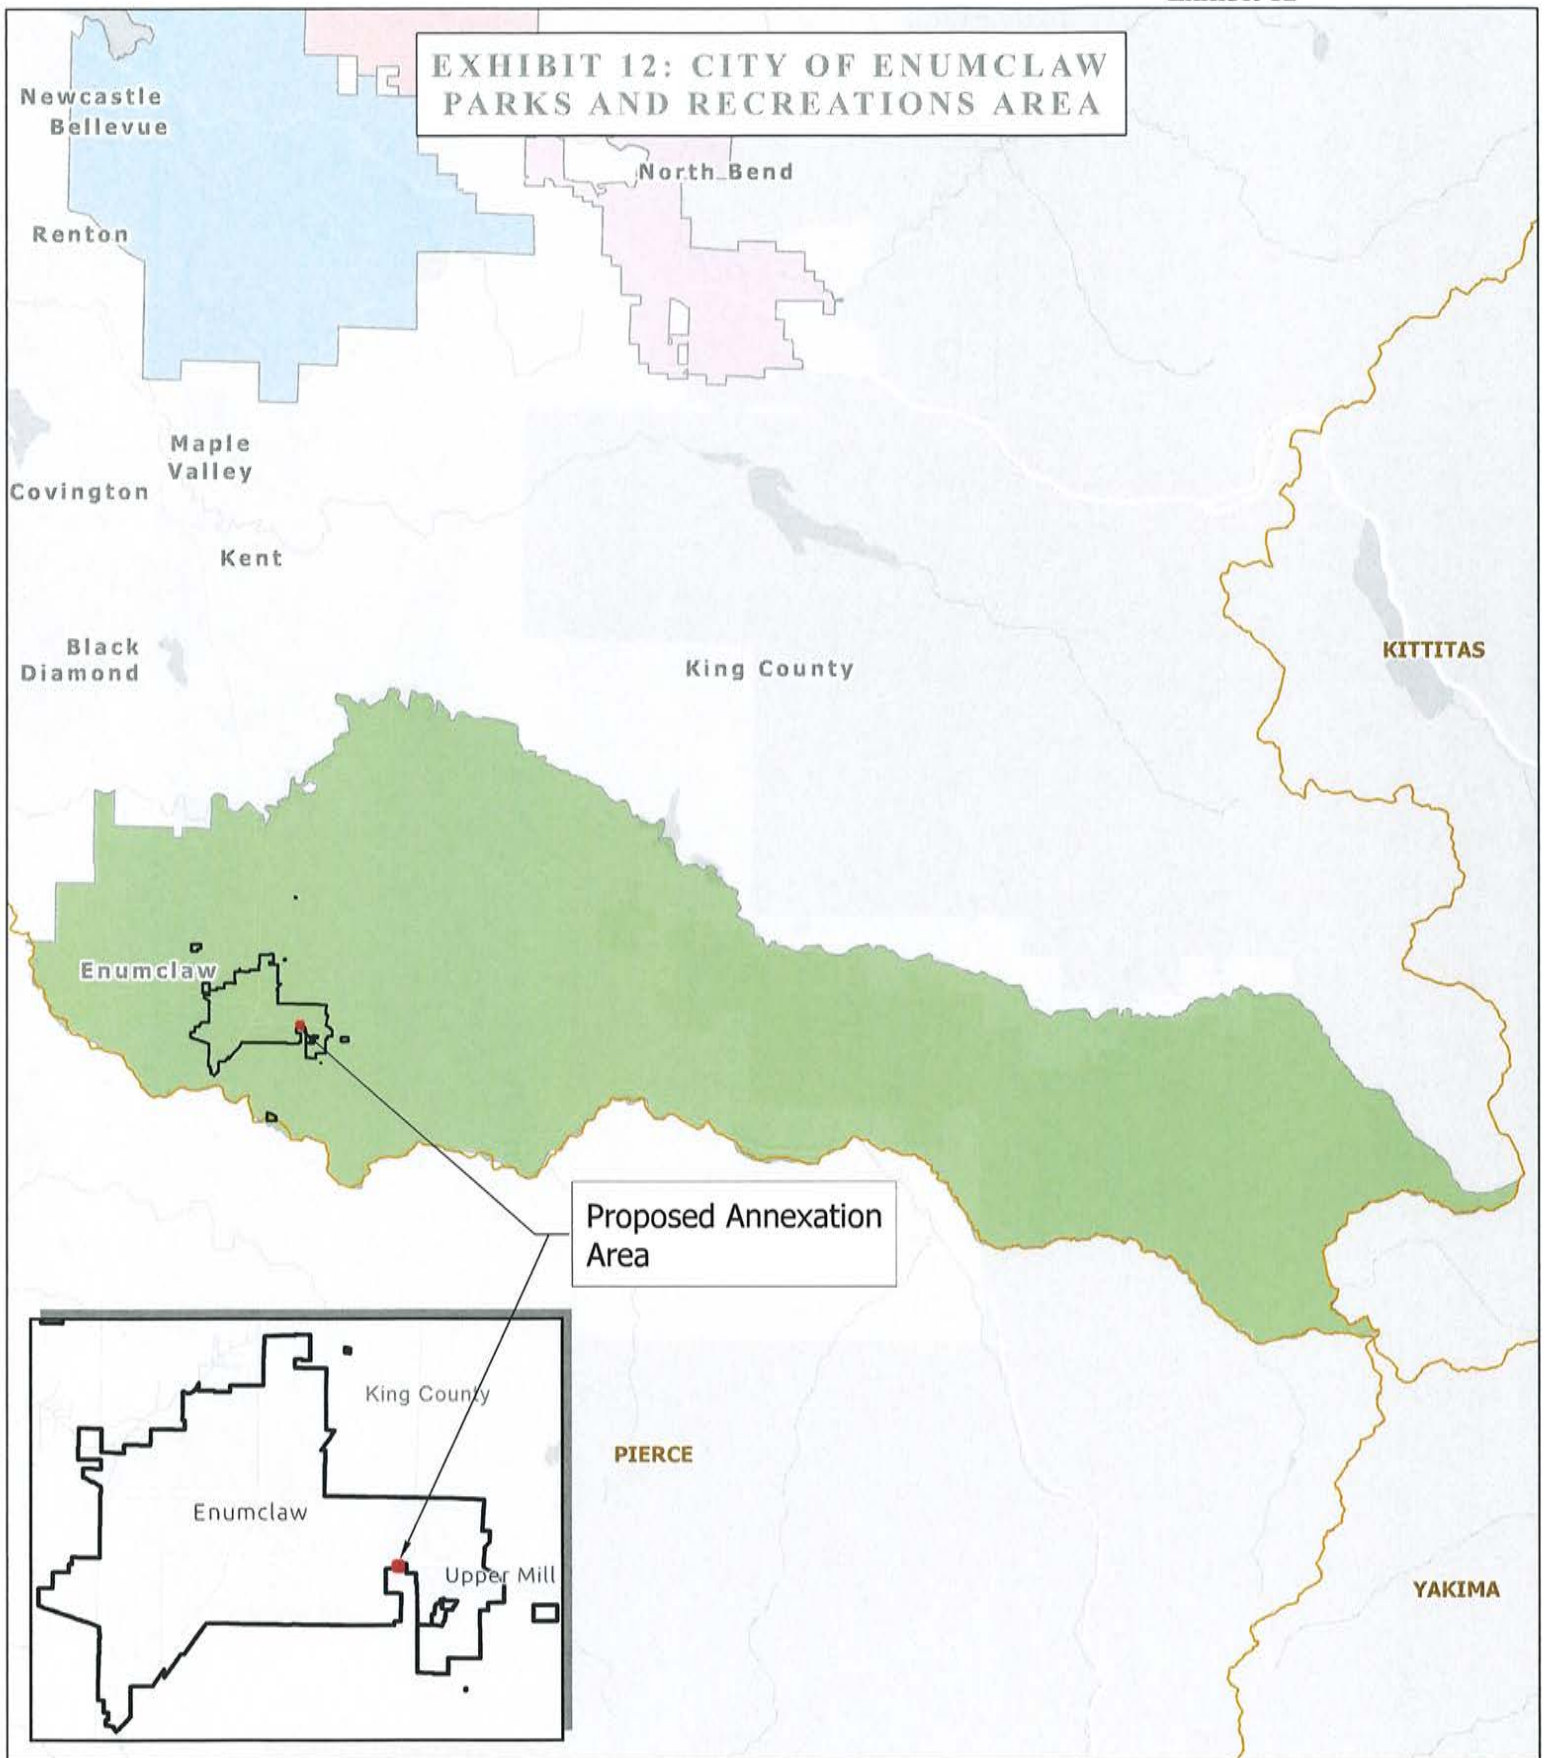 EXHIBIT 12: CITY OF ENUMCLAW
PARKS AND RECREATIONS AREA
Newcastle
Bellevue
North Bend
Renton
Maple
Valley
Covington
Kent
Black
Diamond
King County
KITTITAS
Enumclaw
Proposed Annexation
Area
King County
Enumclaw
Upper Mill
PIERCE
YAKIMA